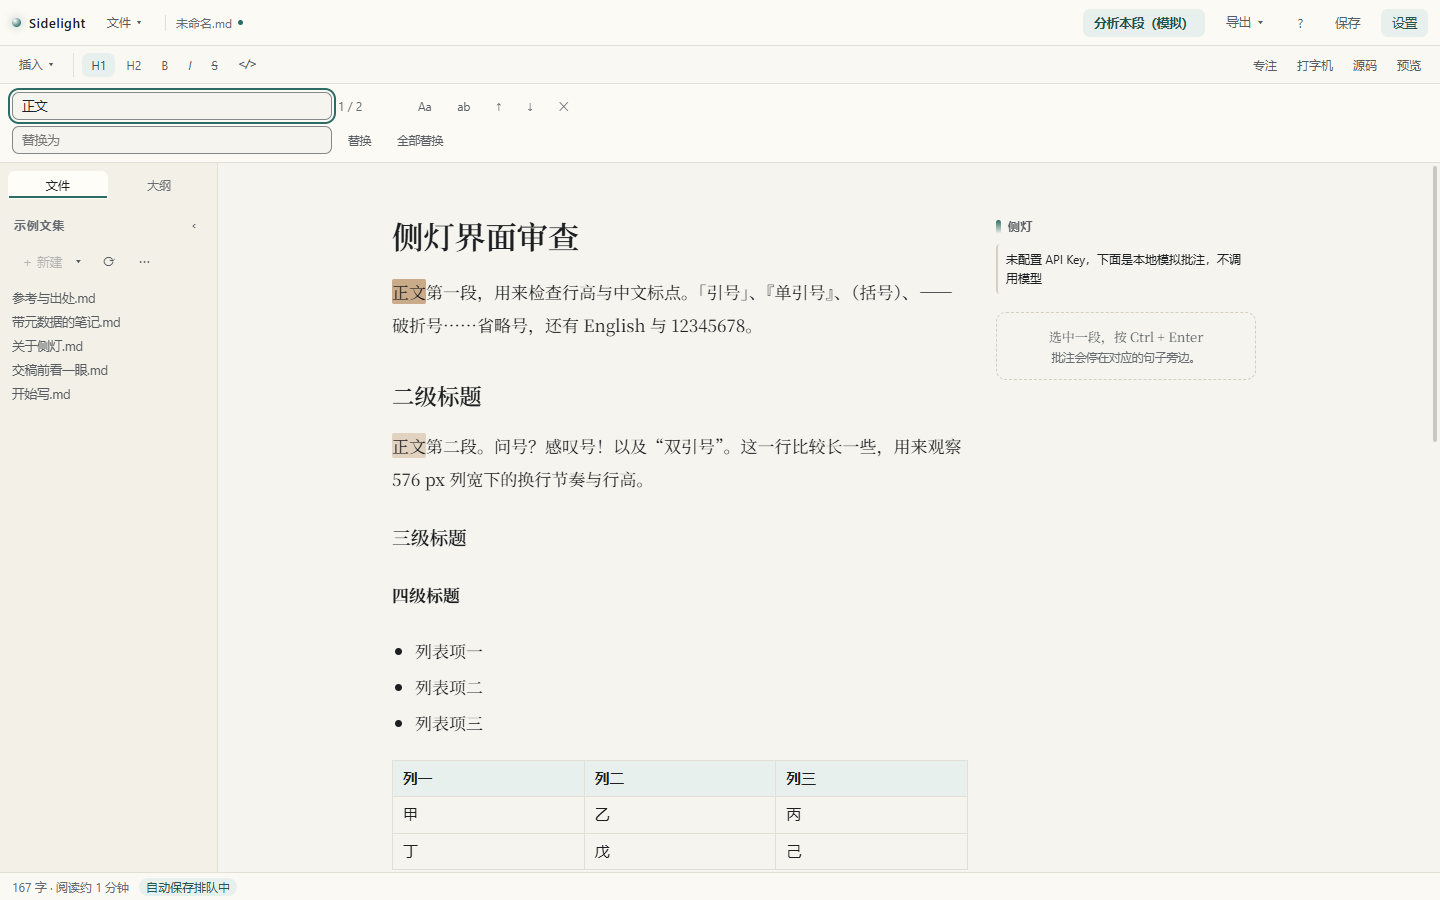 Sidelight 文件 未命名.md 分析本段（模拟） 导出 ? 保存 设置
插入 H1 H2 B I S </> 专注 打字机 源码 预览
正文 1 / 2 Aa ab ↑ ↓ ×
替换为 替换 全部替换
文件 大纲
示例文集 ‹
+ 新建 ···
参考与出处.md
带元数据的笔记.md
关于侧灯.md
交稿前看一眼.md
开始写.md
侧灯界面审查
正文第一段，用来检查行高与中文标点。「引号」、『单引号』、（括号）、——
破折号……省略号，还有 English 与 12345678。
二级标题
正文第二段。问号？感叹号！以及“双引号”。这一行比较长一些，用来观察
576 px 列宽下的换行节奏与行高。
三级标题
四级标题
列表项一
列表项二
列表项三
列一 列二 列三
甲 乙 丙
丁 戊 己
侧灯
未配置 API Key，下面是本地模拟批注，不调
用模型
选中一段，按 Ctrl + Enter
批注会停在对应的句子旁边。
167 字 · 阅读约 1 分钟 自动保存排队中